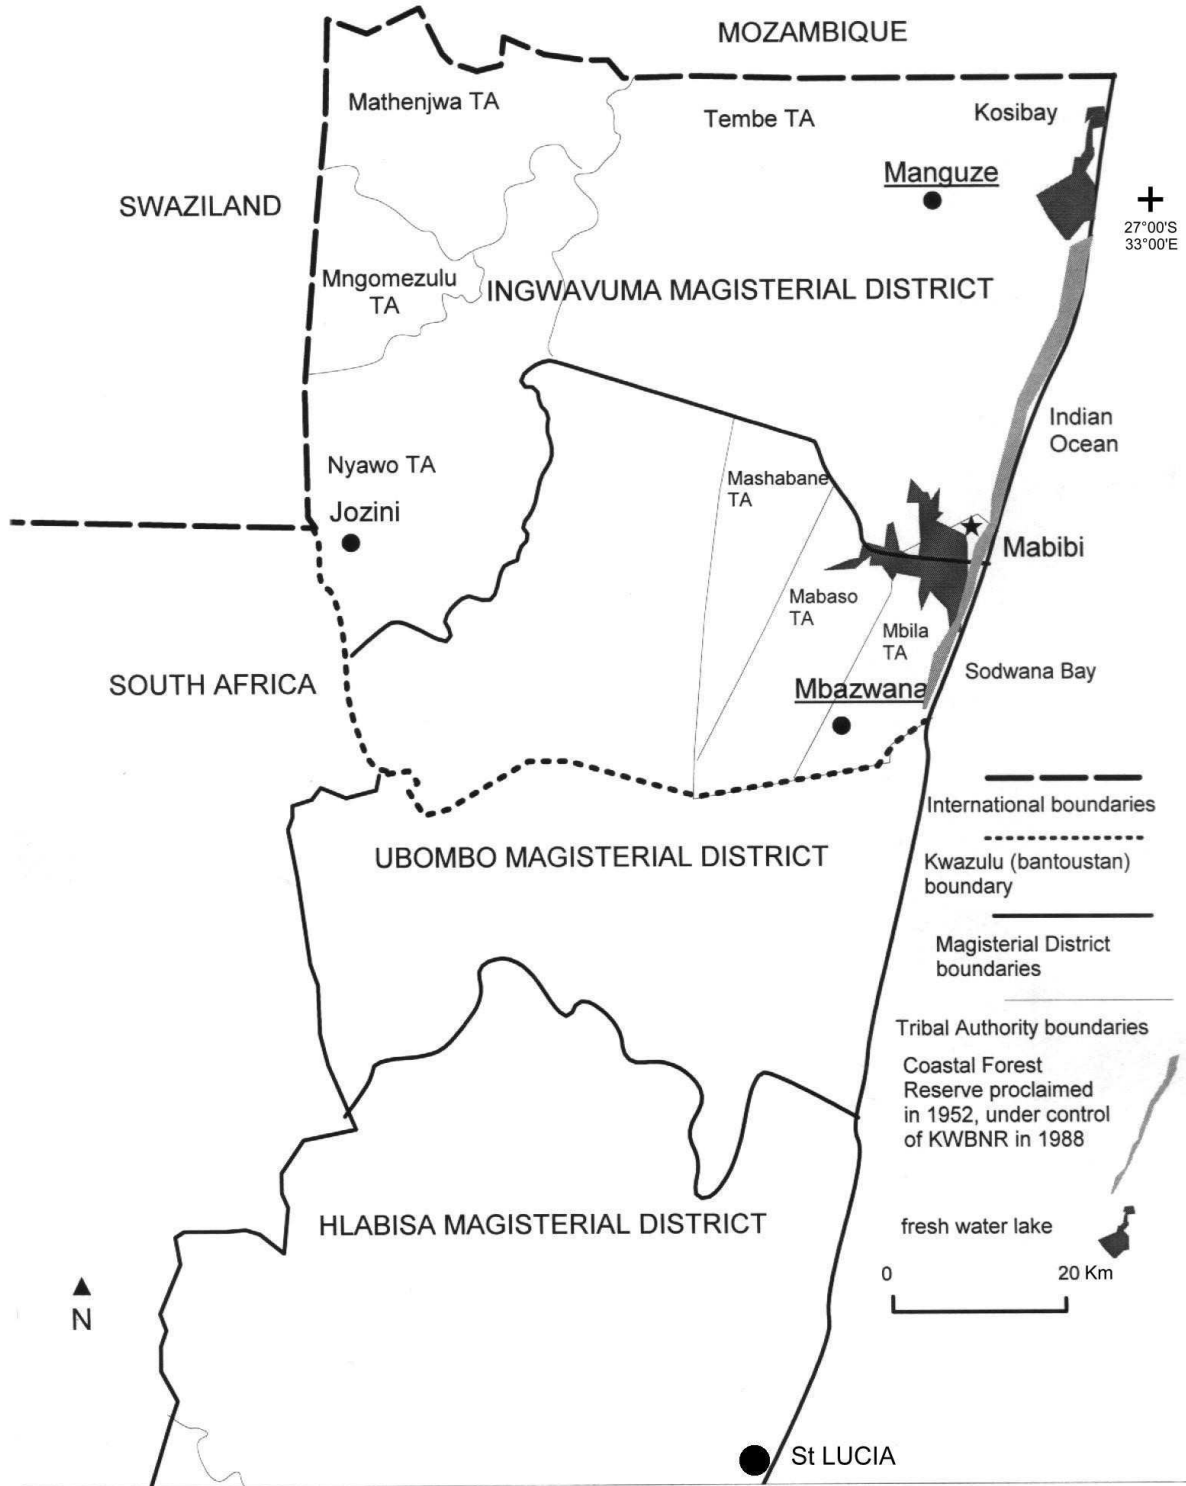 MOZAMBIQUE
Mathenjwa TA
Tembe TA
Kosibay
Manguze
SWAZILAND
27°00'S
33°00'E
Mngomezulu
TA
INGWAVUMA MAGISTERIAL DISTRICT
Indian
Ocean
Nyawo TA
Mashabane
TA
Jozini
Mabibi
Mabaso
TA
Mbila
TA
Sodwana Bay
SOUTH AFRICA
Mbazwana
International boundaries
UBOMBO MAGISTERIAL DISTRICT
Kwazulu (bantoustan)
boundary
Magisterial District
boundaries
Tribal Authority boundaries
Coastal Forest
Reserve proclaimed
in 1952, under control
of KWBNR in 1988
HLABISA MAGISTERIAL DISTRICT
fresh water lake
0 20 Km
N
St LUCIA